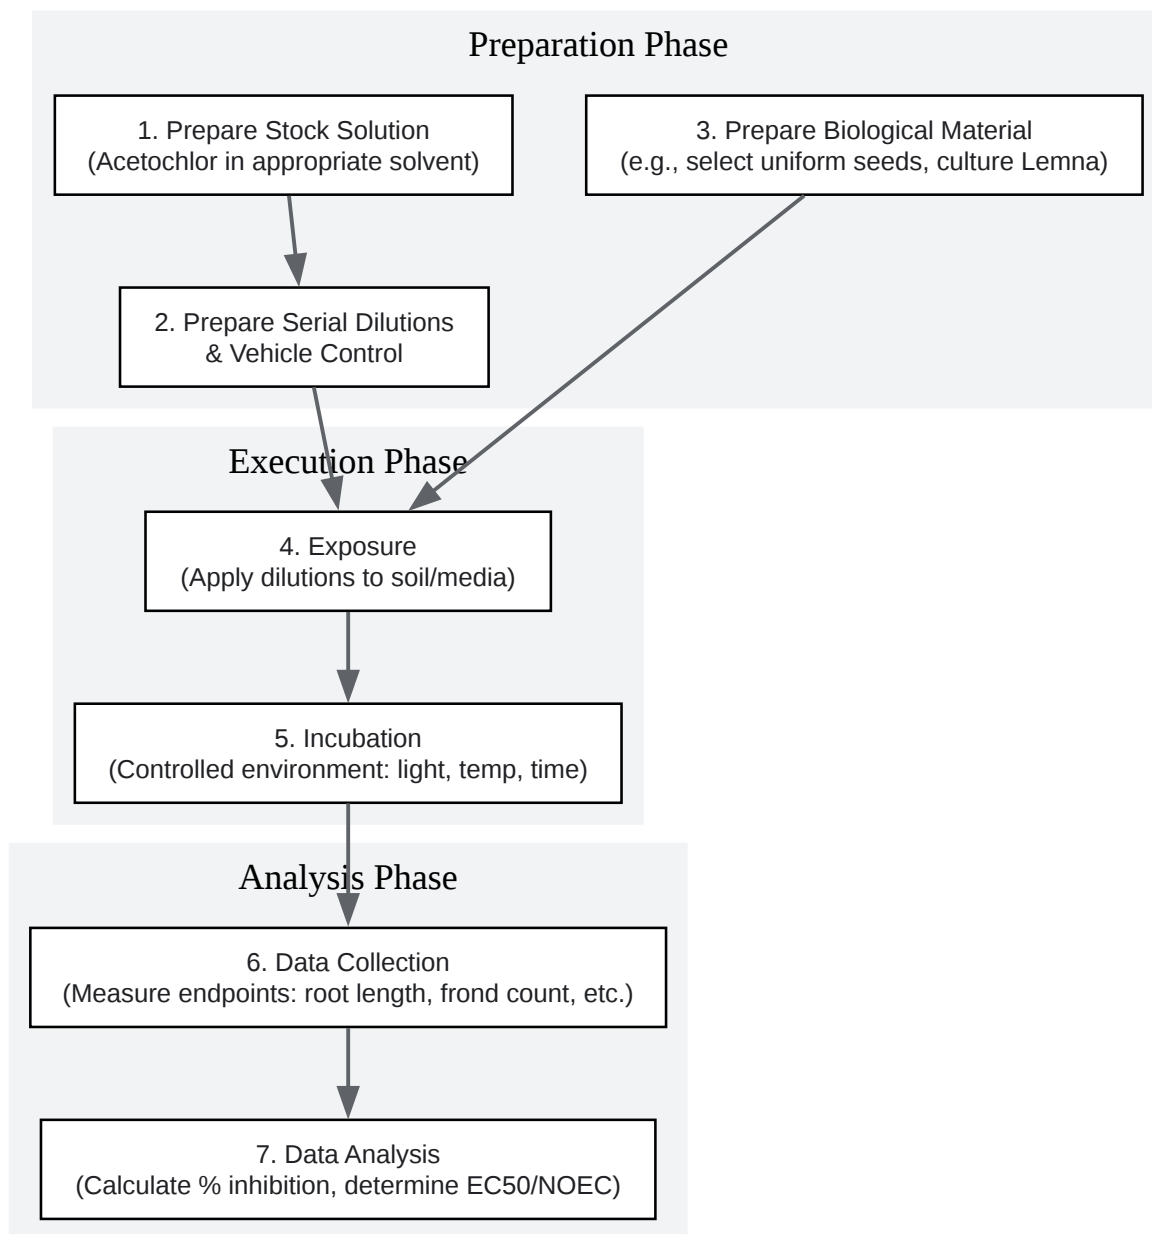 Preparation Phase
1. Prepare Stock Solution
(Acetochlor in appropriate solvent)
3. Prepare Biological Material
(e.g., select uniform seeds, culture Lemna)
2. Prepare Serial Dilutions
& Vehicle Control
Execution Phase
4. Exposure
(Apply dilutions to soil/media)
5. Incubation
(Controlled environment: light, temp, time)
Analysis Phase
6. Data Collection
(Measure endpoints: root length, frond count, etc.)
7. Data Analysis
(Calculate % inhibition, determine EC50/NOEC)